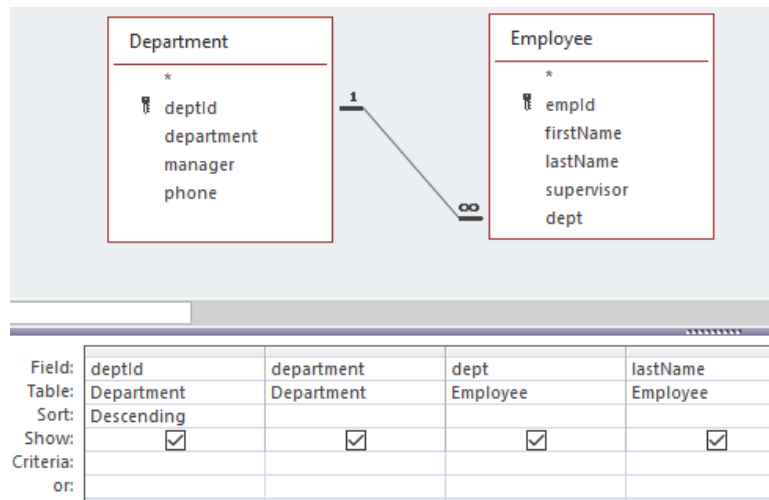 Department
*
deptId
department
manager
phone
1
∞
Employee
*
empId
firstName
lastName
supervisor
dept
Field: deptId department dept lastName
Table: Department Department Employee Employee
Sort: Descending
Show:
Criteria:
or: